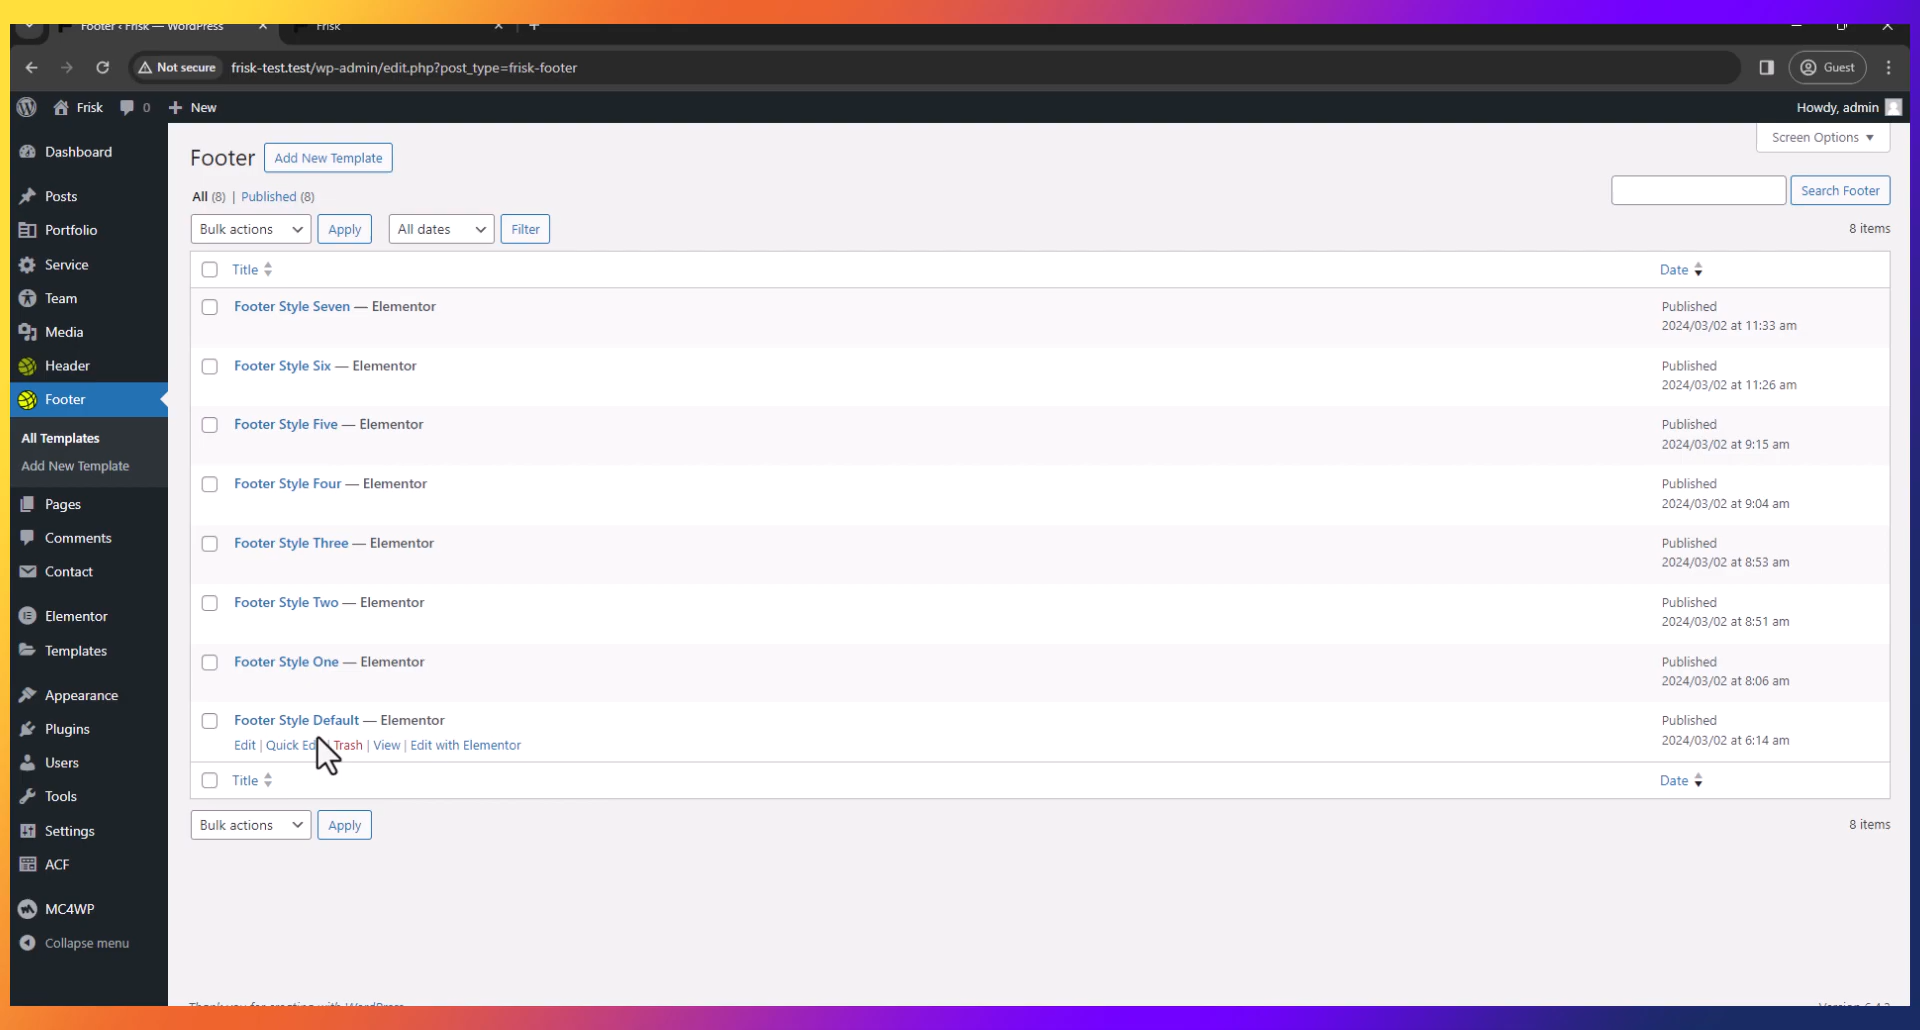 Footer ‹ Frisk — WordPress
Frisk
Not secure
frisk-test.test/wp-admin/edit.php?post_type=frisk-footer
Guest
Frisk
0
New
Howdy, admin
Dashboard
Posts
Portfolio
Service
Team
Media
Header
Footer
All Templates
Add New Template
Pages
Comments
Contact
Elementor
Templates
Appearance
Plugins
Users
Tools
Settings
ACF
MC4WP
Collapse menu
Screen Options
Footer
Add New Template
All (8) | Published (8)
Search Footer
Bulk actions
Apply
All dates
Filter
8 items
Title
Date
Footer Style Seven — Elementor
Published
2024/03/02 at 11:33 am
Footer Style Six — Elementor
Published
2024/03/02 at 11:26 am
Footer Style Five — Elementor
Published
2024/03/02 at 9:15 am
Footer Style Four — Elementor
Published
2024/03/02 at 9:04 am
Footer Style Three — Elementor
Published
2024/03/02 at 8:53 am
Footer Style Two — Elementor
Published
2024/03/02 at 8:51 am
Footer Style One — Elementor
Published
2024/03/02 at 8:06 am
Footer Style Default — Elementor
Published
2024/03/02 at 6:14 am
Edit | Quick Ed | Trash | View | Edit with Elementor
Title
Date
Bulk actions
Apply
8 items
Thank you for creating with WordPress